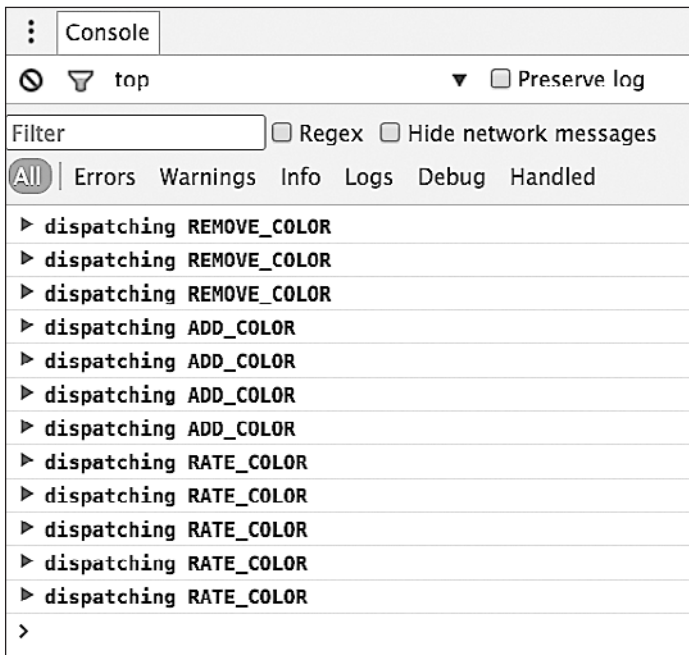 Console
top Preserve log
Filter Regex Hide network messages
All Errors Warnings Info Logs Debug Handled
dispatching REMOVE_COLOR
dispatching REMOVE_COLOR
dispatching REMOVE_COLOR
dispatching ADD_COLOR
dispatching ADD_COLOR
dispatching ADD_COLOR
dispatching ADD_COLOR
dispatching RATE_COLOR
dispatching RATE_COLOR
dispatching RATE_COLOR
dispatching RATE_COLOR
dispatching RATE_COLOR
>